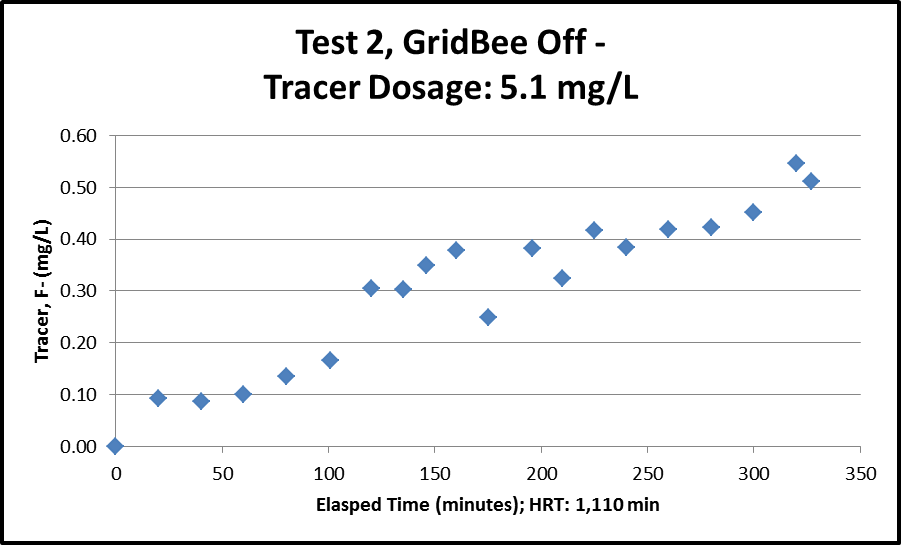 Test 2, GridBee Off -
Tracer Dosage: 5.1 mg/L
0.60
0.50
0.40
0.30
0.20
0.10
0.00
Tracer, F- (mg/L)
0 50 100 150 200 250 300 350
Elasped Time (minutes); HRT: 1,110 min